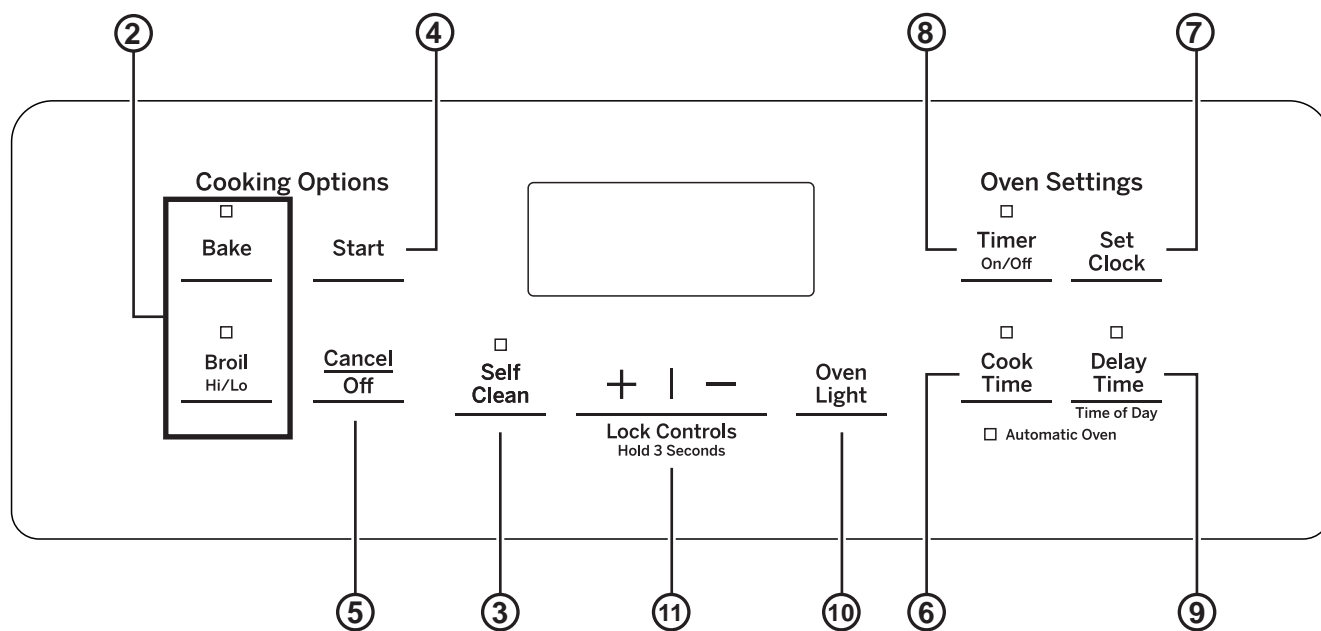 ② ④ ⑧ ⑦
Cooking Options
Oven Settings
Bake
Start
Timer
On/Off
Set
Clock
Broil
Hi/Lo
Cancel
Off
Self
Clean
+ | −
Lock Controls
Hold 3 Seconds
Oven
Light
Cook
Time
Delay
Time
Time of Day
Automatic Oven
⑤ ③ ⑪ ⑩ ⑥ ⑨